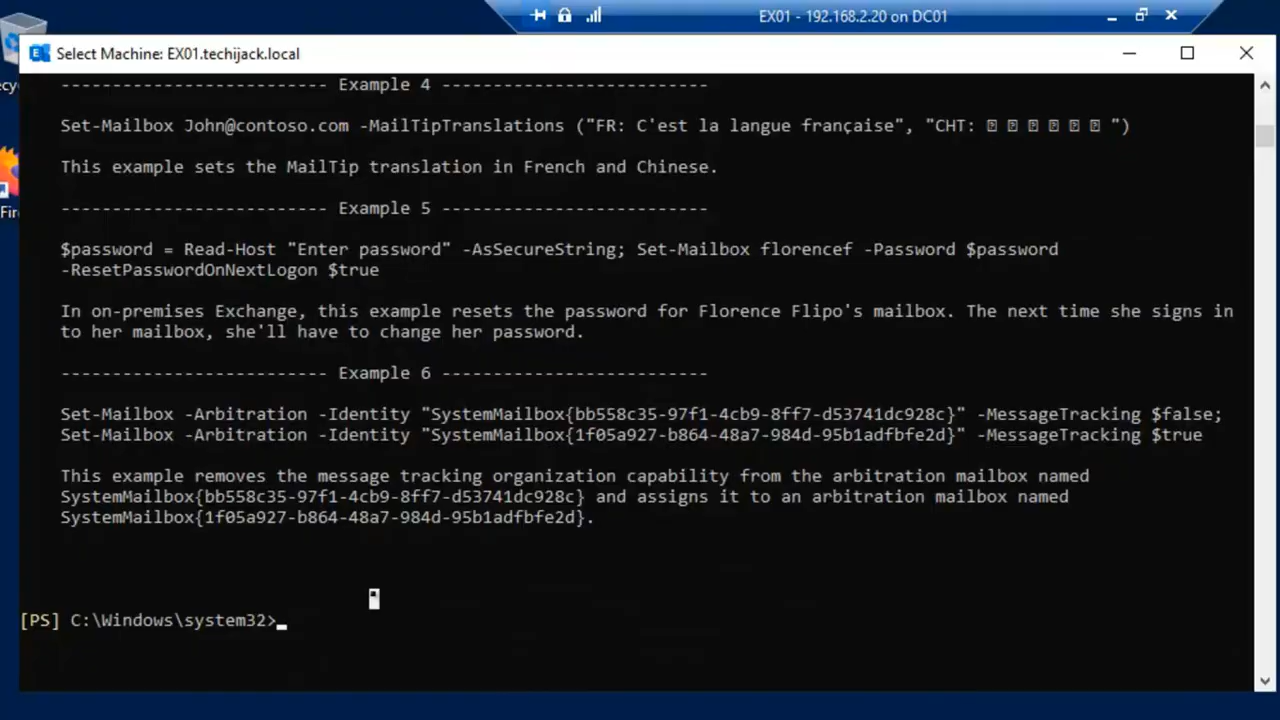 EX01 - 192.168.2.20 on DC01
Select Machine: EX01.techijack.local
-------------------------- Example 4 --------------------------
Set-Mailbox John@contoso.com -MailTipTranslations ("FR: C'est la langue française", "CHT: ⍰ ⍰ ⍰ ⍰ ⍰ ⍰ ")
This example sets the MailTip translation in French and Chinese.
-------------------------- Example 5 --------------------------
$password = Read-Host "Enter password" -AsSecureString; Set-Mailbox florencef -Password $password
-ResetPasswordOnNextLogon $true
In on-premises Exchange, this example resets the password for Florence Flipo's mailbox. The next time she signs in
to her mailbox, she'll have to change her password.
-------------------------- Example 6 --------------------------
Set-Mailbox -Arbitration -Identity "SystemMailbox{bb558c35-97f1-4cb9-8ff7-d53741dc928c}" -MessageTracking $false;
Set-Mailbox -Arbitration -Identity "SystemMailbox{1f05a927-b864-48a7-984d-95b1adfbfe2d}" -MessageTracking $true
This example removes the message tracking organization capability from the arbitration mailbox named
SystemMailbox{bb558c35-97f1-4cb9-8ff7-d53741dc928c} and assigns it to an arbitration mailbox named
SystemMailbox{1f05a927-b864-48a7-984d-95b1adfbfe2d}.
[PS] C:\Windows\system32>_